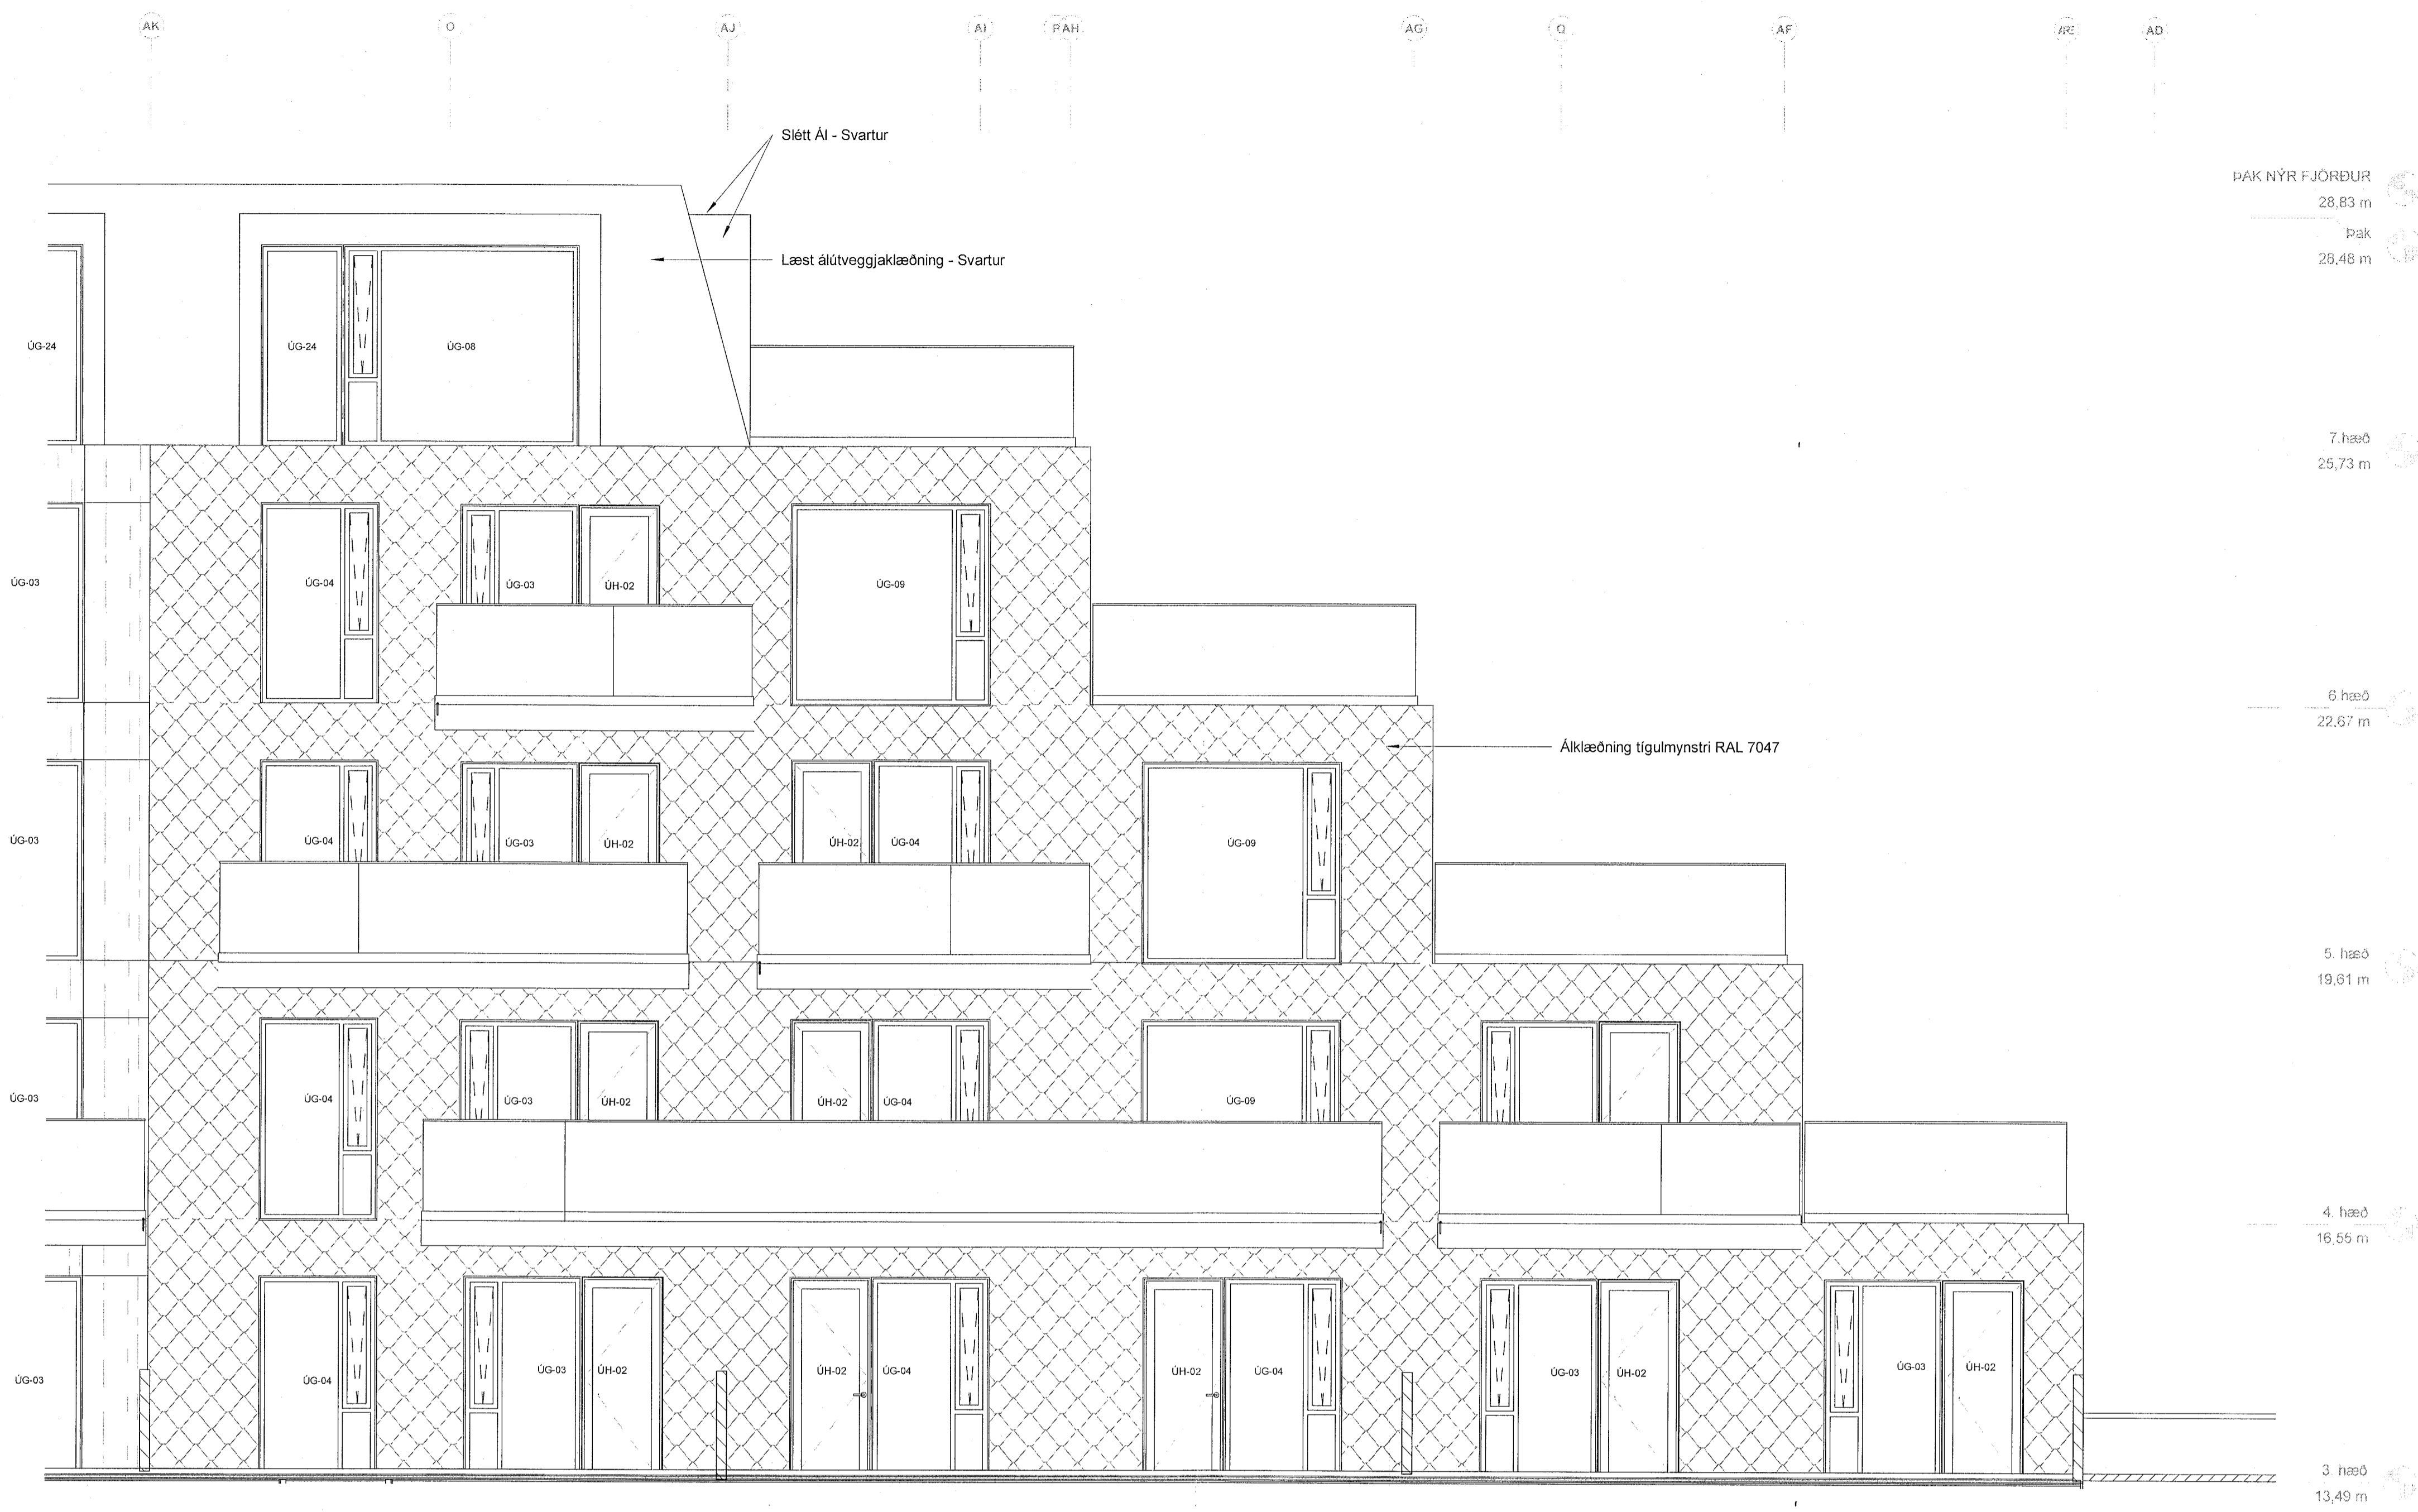 AK
O
AJ
AI
AH
AG
Q
AF
AD
Slétt Ál - Svartur
ÞAK NÝR FJÖRÐUR
28,83 m
Þak
28,48 m
Læst álútveggjaklæðning - Svartur
ÚG-24
ÚG-24
ÚG-08
7.hæð
25,73 m
ÚG-03
ÚG-04
ÚG-03
ÚH-02
ÚG-09
6.hæð
22,67 m
Álklæðning tígulmynstri RAL 7047
ÚG-03
ÚG-04
ÚG-03
ÚH-02
ÚH-02
ÚG-04
ÚG-09
5. hæð
19,61 m
ÚG-03
ÚG-04
ÚG-03
ÚH-02
ÚH-02
ÚG-04
ÚG-09
4. hæð
16,55 m
ÚG-03
ÚG-04
ÚG-03
ÚH-02
ÚH-02
ÚG-04
ÚH-02
ÚG-04
ÚG-03
ÚH-02
ÚG-03
ÚH-02
3. hæð
13,49 m